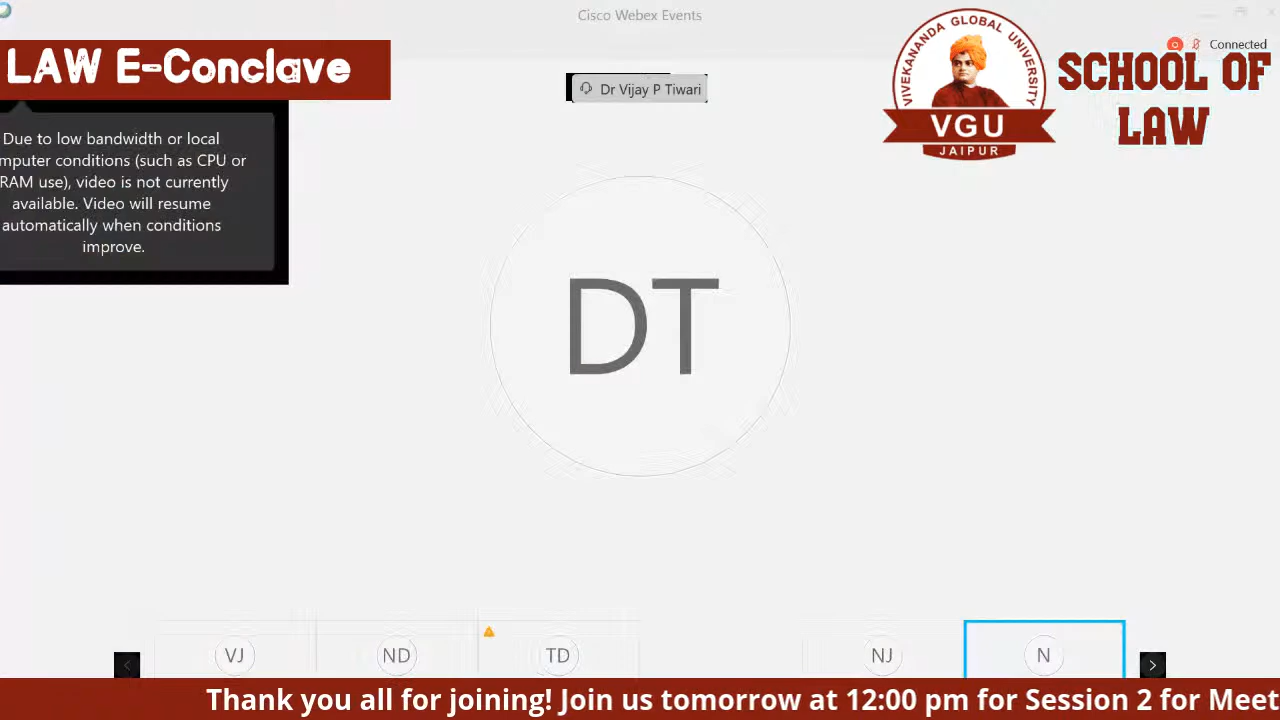 Cisco Webex Events
LAW E-Conclave
Connected
Dr Vijay P Tiwari
VIVEKANANDA GLOBAL UNIVERSITY
VGU
JAIPUR
SCHOOL OF
LAW
Due to low bandwidth or local
mputer conditions (such as CPU or
RAM use), video is not currently
available. Video will resume
automatically when conditions
improve.
DT
VJ
ND
TD
NJ
N
Thank you all for joining! Join us tomorrow at 12:00 pm for Session 2 for Meet